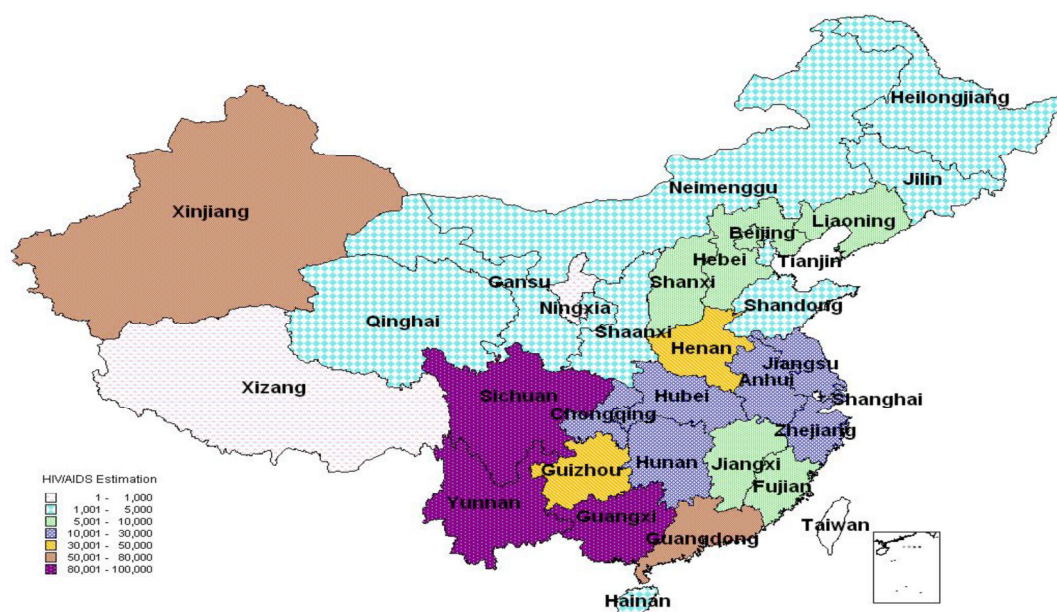 Heilongjiang
Jilin
Neimenggu
Xinjiang
Liaoning
Beijing
Hebei
Tianjin
Gansu
Shanxi
Ningxia
Shandong
Qinghai
Shaanxi
Henan
Jiangsu
Anhui
Xizang
Sichuan
Hubei
Shanghai
Chongqing
Zhejiang
Guizhou
Hunan
Jiangxi
Fujian
Yunnan
Guangxi
Taiwan
Guangdong
Hainan
HIV/AIDS Estimation
1 - 1,000
1,001 - 5,000
5,001 - 10,000
10,001 - 30,000
30,001 - 50,000
50,001 - 80,000
80,001 - 100,000